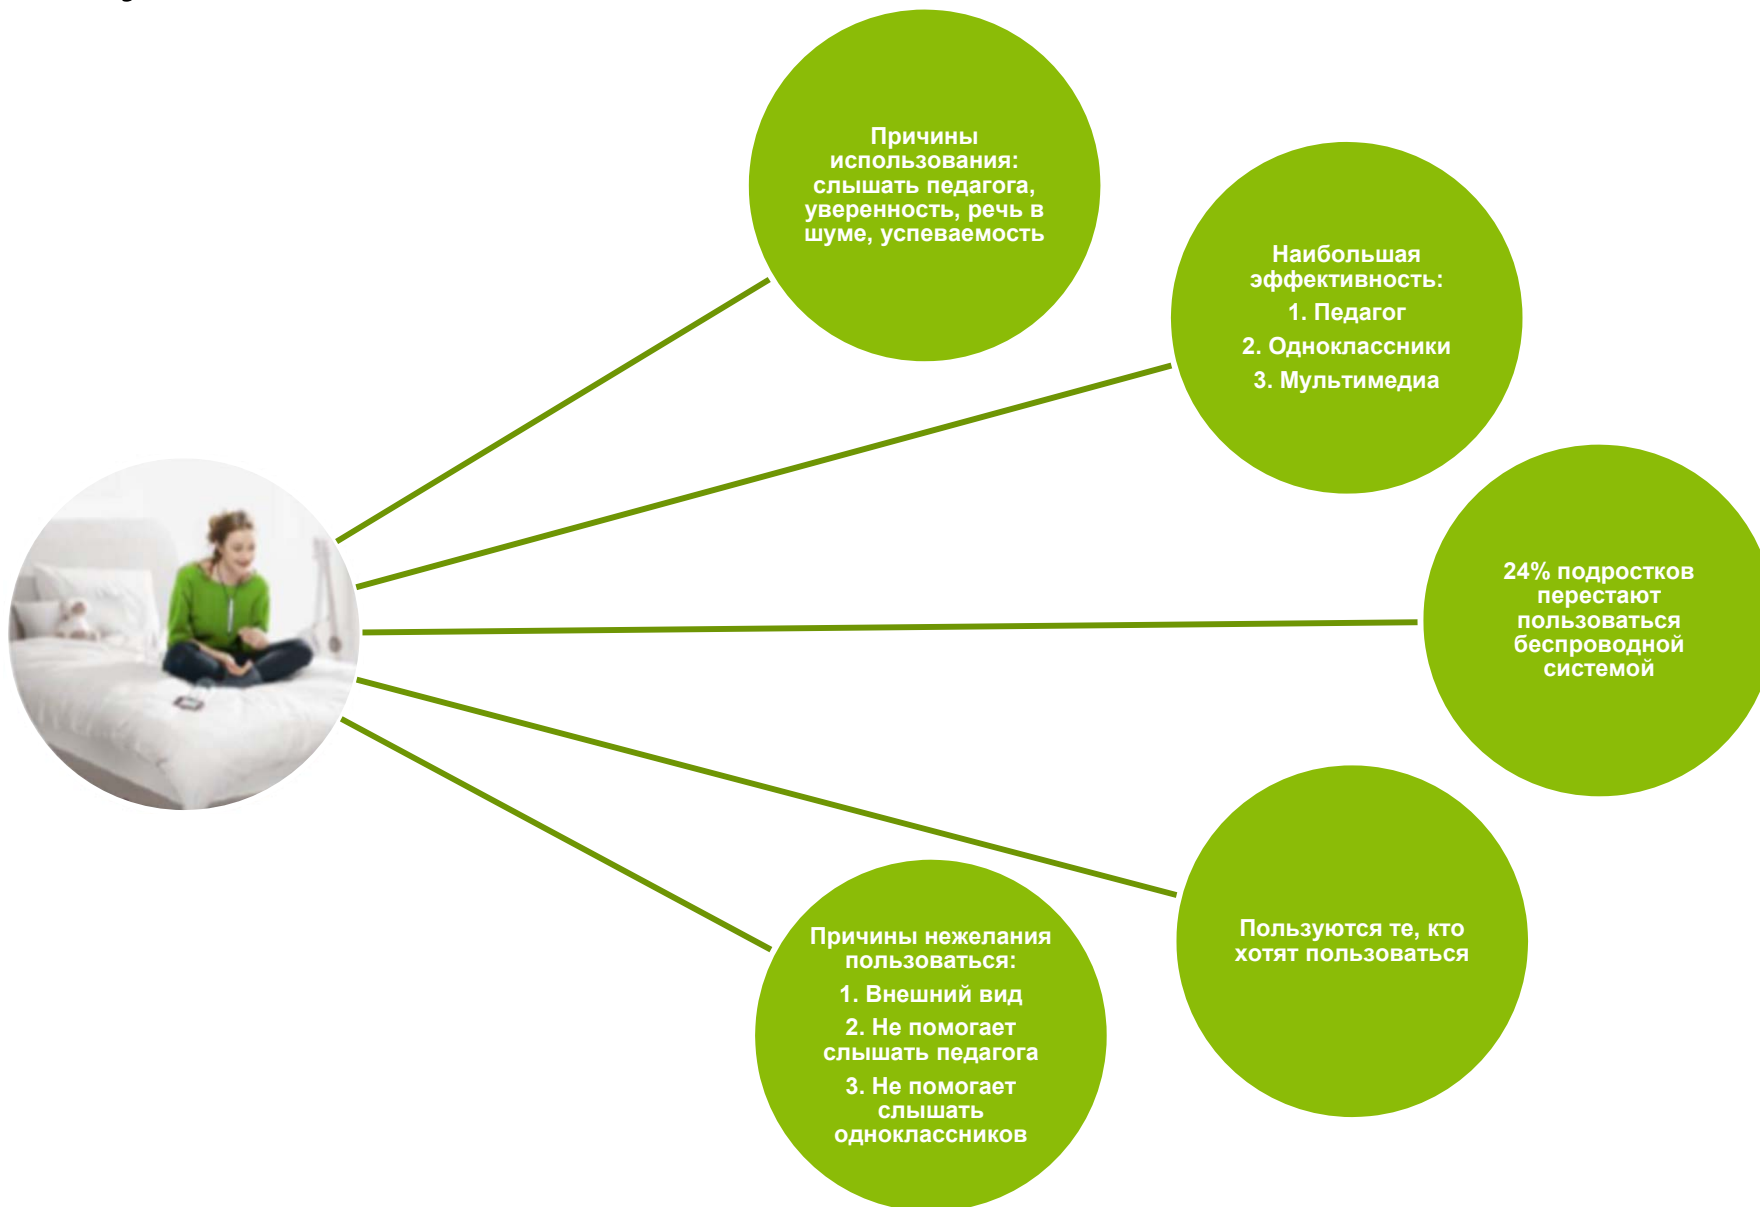 Причины
использования:
слышать педагога,
уверенность, речь в
шуме, успеваемость
Наибольшая
эффективность:
1. Педагог
2. Одноклассники
3. Мультимедиа
24% подростков
перестают
пользоваться
беспроводной
системой
Пользуются те, кто
хотят пользоваться
Причины нежелания
пользоваться:
1. Внешний вид
2. Не помогает
слышать педагога
3. Не помогает
слышать
одноклассников